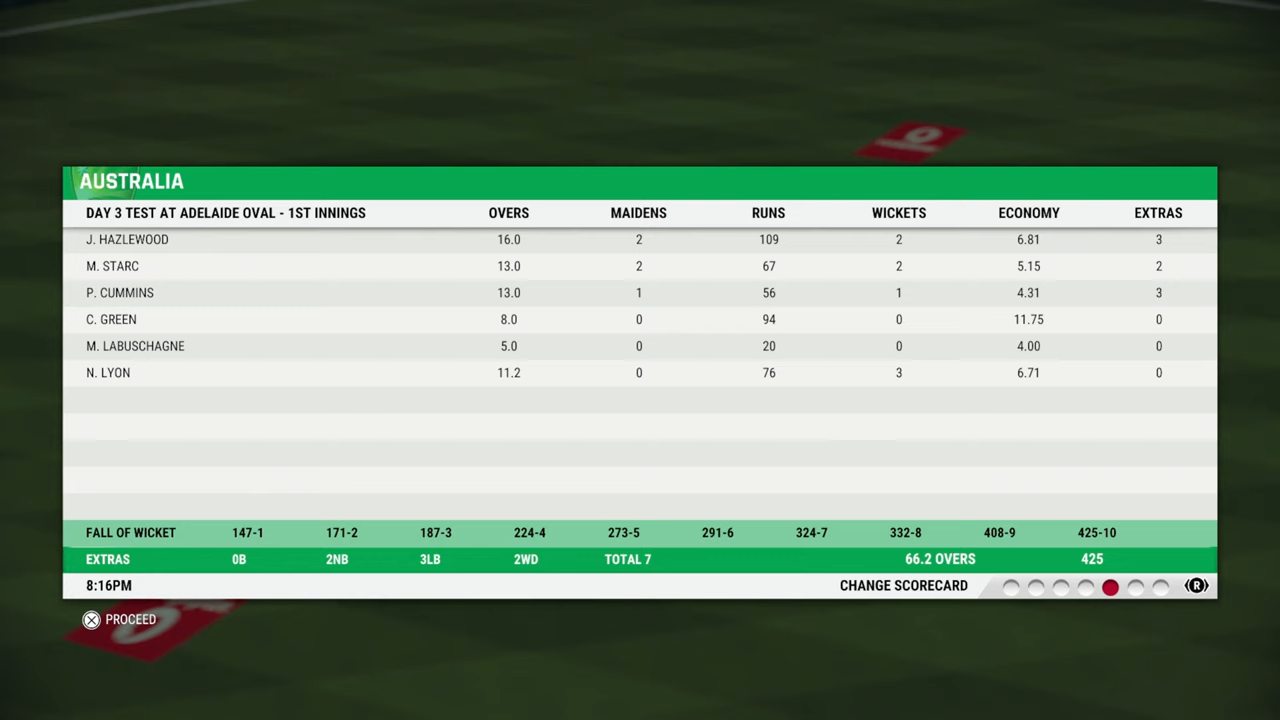 AUSTRALIA
DAY 3 TEST AT ADELAIDE OVAL - 1ST INNINGS OVERS MAIDENS RUNS WICKETS ECONOMY EXTRAS
J. HAZLEWOOD 16.0 2 109 2 6.81 3
M. STARC 13.0 2 67 2 5.15 2
P. CUMMINS 13.0 1 56 1 4.31 3
C. GREEN 8.0 0 94 0 11.75 0
M. LABUSCHAGNE 5.0 0 20 0 4.00 0
N. LYON 11.2 0 76 3 6.71 0
FALL OF WICKET 147-1 171-2 187-3 224-4 273-5 291-6 324-7 332-8 408-9 425-10
EXTRAS 0B 2NB 3LB 2WD TOTAL 7 66.2 OVERS 425
8:16PM CHANGE SCORECARD R
PROCEED